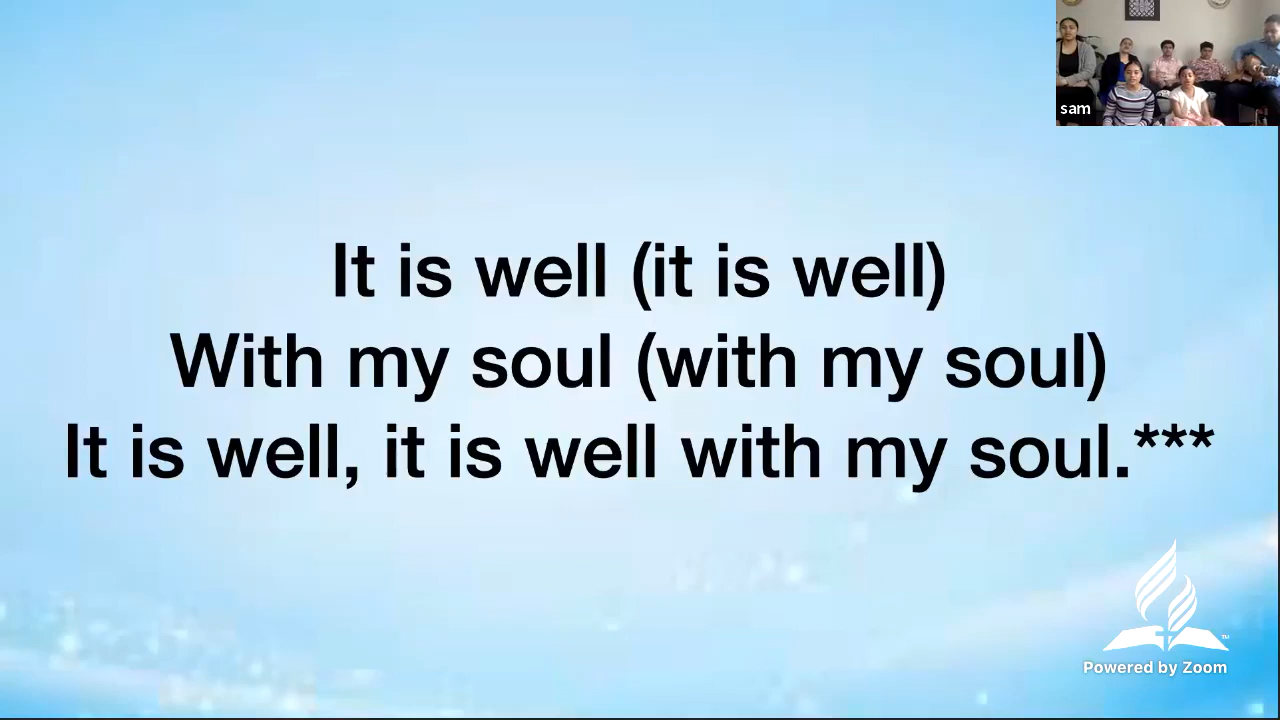 sam
It is well (it is well)
With my soul (with my soul)
It is well, it is well with my soul.***
TM
Powered by Zoom